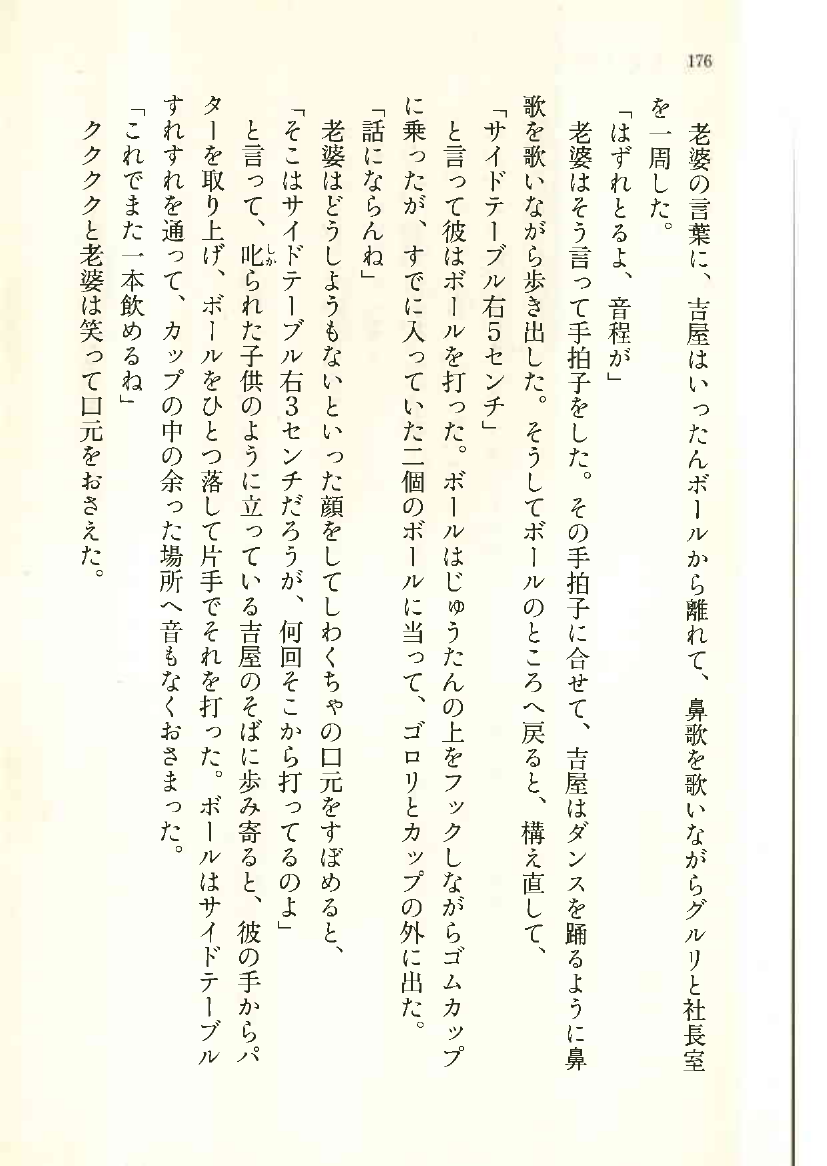 176
　老婆の言葉に、吉屋はいったんボールから離れて、鼻歌を歌いながらグルリと社長室
を一周した。
「はずれとるよ、音程が」
　老婆はそう言って手拍子をした。その手拍子に合せて、吉屋はダンスを踊るように鼻
歌を歌いながら歩き出した。そうしてボールのところへ戻ると、構え直して、
「サイドテーブル右５センチ」
　と言って彼はボールを打った。ボールはじゅうたんの上をフックしながらゴムカップ
に乗ったが、すでに入っていた二個のボールに当って、ゴロリとカップの外に出た。
「話にならんね」
　老婆はどうしようもないといった顔をしてしわくちゃの口元をすぼめると、
「そこはサイドテーブル右３センチだろうが、何回そこから打ってるのよ」
　と言って、叱しかられた子供のように立っている吉屋のそばに歩み寄ると、彼の手からパ
ターを取り上げ、ボールをひとつ落して片手でそれを打った。ボールはサイドテーブル
すれすれを通って、カップの中の余った場所へ音もなくおさまった。
「これでまた一本飲めるね」
　クククククと老婆は笑って口元をおさえた。